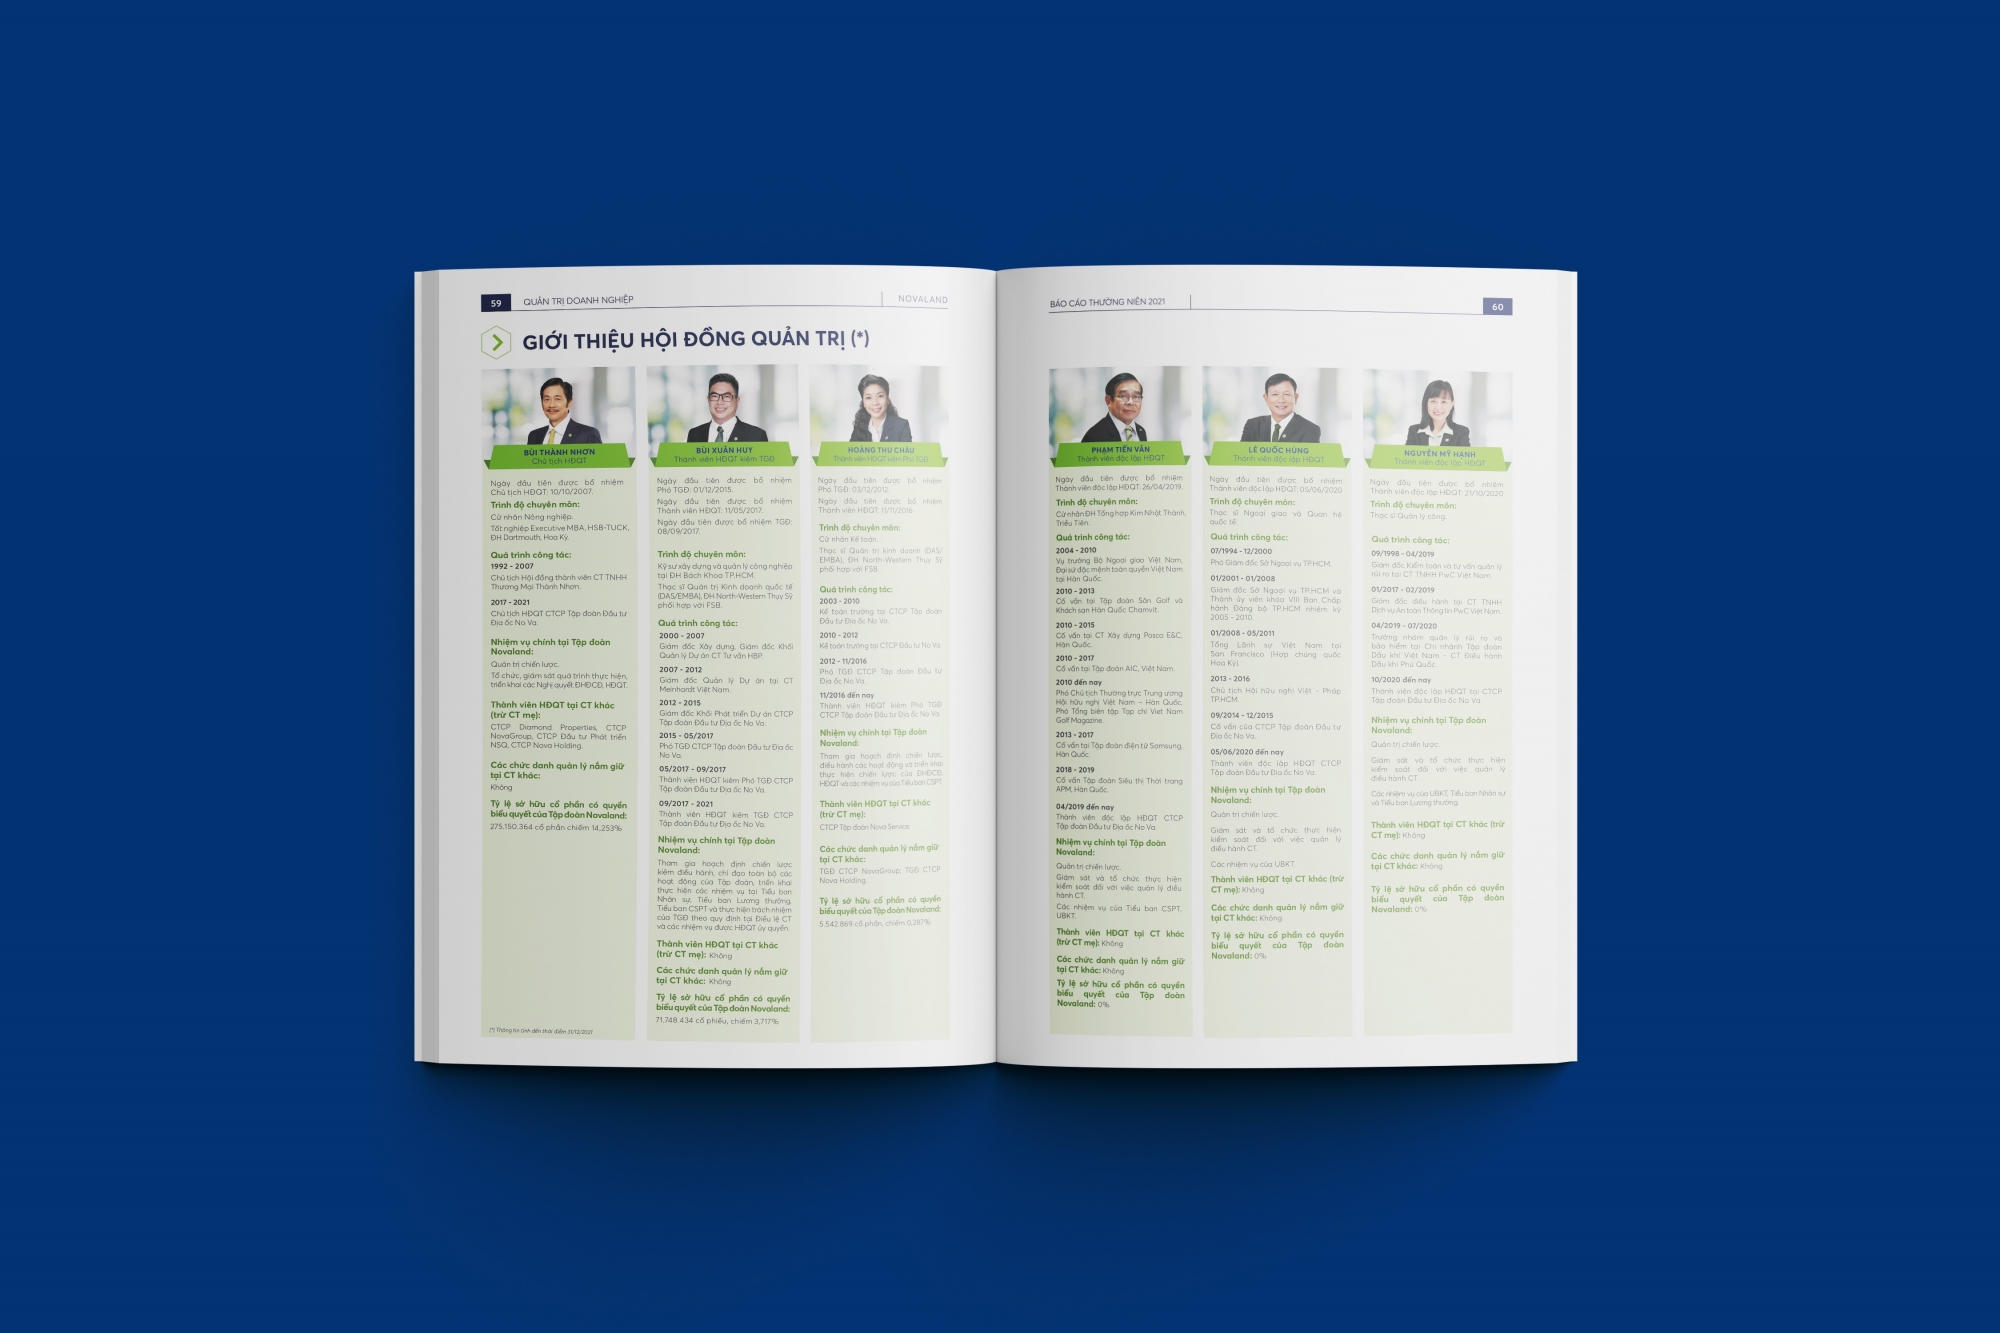 59
QUẢN TRỊ DOANH NGHIỆP
NOVALAND
GIỚI THIỆU HỘI ĐỒNG QUẢN TRỊ (*)
BÙI THÀNH NHƠN
Chủ tịch HĐQT
Ngày đầu tiên được bổ nhiệm
Chủ tịch HĐQT: 10/10/2007.
Trình độ chuyên môn:
Cử nhân Nông nghiệp.
Tốt nghiệp Executive MBA, HSB-TUCK,
ĐH Dartmouth, Hoa Kỳ.
Quá trình công tác:
1992 - 2007
Chủ tịch Hội đồng thành viên CT TNHH
Thương Mại Thành Nhơn.
2017 - 2021
Chủ tịch HĐQT CTCP Tập đoàn Đầu tư
Địa ốc No Va.
Nhiệm vụ chính tại Tập đoàn
Novaland:
Quản trị chiến lược.
Tổ chức, giám sát quá trình thực hiện,
triển khai các Nghị quyết ĐHĐCĐ, HĐQT.
Thành viên HĐQT tại CT khác
(trừ CT mẹ):
CTCP Diamond Properties, CTCP
NovaGroup, CTCP Đầu tư Phát triển
NSQ, CTCP Nova Holding.
Các chức danh quản lý nắm giữ
tại CT khác:
Không
Tỷ lệ sở hữu cổ phần có quyền
biểu quyết của Tập đoàn Novaland:
275.150.364 cổ phần chiếm 14,253%
(*) Thông tin tính đến thời điểm 31/12/2021
BÙI XUÂN HUY
Thành viên HĐQT kiêm TGĐ
Ngày đầu tiên được bổ nhiệm
Phó TGĐ: 01/12/2015.
Ngày đầu tiên được bổ nhiệm
Thành viên HĐQT: 11/05/2017.
Ngày đầu tiên được bổ nhiệm TGĐ:
08/09/2017.
Trình độ chuyên môn:
Kỹ sư xây dựng và quản lý công nghiệp
tại ĐH Bách Khoa TP.HCM.
Thạc sĩ Quản trị Kinh doanh quốc tế
(DAS/EMBA), ĐH North-Western Thụy Sỹ
phối hợp với FSB.
Quá trình công tác:
2000 - 2007
Giám đốc Xây dựng, Giám đốc Khối
Quản lý Dự án CT Tư vấn HBP.
2007 - 2012
Giám đốc Quản lý Dự án tại CT
Meinhardt Việt Nam.
2012 - 2015
Giám đốc Khối Phát triển Dự án CTCP
Tập đoàn Đầu tư Địa ốc No Va.
2015 - 05/2017
Phó TGĐ CTCP Tập đoàn Đầu tư Địa ốc
No Va.
05/2017 - 09/2017
Thành viên HĐQT kiêm Phó TGĐ CTCP
Tập đoàn Đầu tư Địa ốc No Va.
09/2017 - 2021
Thành viên HĐQT kiêm TGĐ CTCP
Tập đoàn Đầu tư Địa ốc No Va.
Nhiệm vụ chính tại Tập đoàn
Novaland:
Tham gia hoạch định chiến lược
kiêm điều hành, chỉ đạo toàn bộ các
hoạt động của Tập đoàn, triển khai
thực hiện các nhiệm vụ tại Tiểu ban
Nhân sự, Tiểu ban Lương thưởng,
Tiểu ban CSPT và thực hiện trách nhiệm
của TGĐ theo quy định tại Điều lệ CT
và các nhiệm vụ được HĐQT ủy quyền.
Thành viên HĐQT tại CT khác
(trừ CT mẹ): Không
Các chức danh quản lý nắm giữ
tại CT khác: Không
Tỷ lệ sở hữu cổ phần có quyền
biểu quyết của Tập đoàn Novaland:
71.748.434 cổ phiếu, chiếm 3,717%
HOÀNG THU CHÂU
Thành viên HĐQT kiêm Phó TGĐ
Ngày đầu tiên được bổ nhiệm
Phó TGĐ: 03/12/2012.
Ngày đầu tiên được bổ nhiệm
Thành viên HĐQT: 11/11/2016
Trình độ chuyên môn:
Cử nhân Kế toán.
Thạc sĩ Quản trị kinh doanh (DAS/
EMBA), ĐH North-Western Thụy Sỹ
phối hợp với FSB.
Quá trình công tác:
2003 - 2010
Kế toán trưởng tại CTCP Tập đoàn
Đầu tư Địa ốc No Va.
2010 - 2012
Kế toán trưởng tại CTCP Đầu tư No Va
2012 - 11/2016
Phó TGĐ CTCP Tập đoàn Đầu tư
Địa ốc No Va.
11/2016 đến nay
Thành viên HĐQT kiêm Phó TGĐ
CTCP Tập đoàn Đầu tư Địa ốc No Va.
Nhiệm vụ chính tại Tập đoàn
Novaland:
Tham gia hoạch định chiến lược,
điều hành các hoạt động và triển khai
thực hiện chiến lược của ĐHĐCĐ,
HĐQT và các nhiệm vụ của Tiểu ban CSPT.
Thành viên HĐQT tại CT khác
(trừ CT mẹ):
CTCP Tập đoàn Nova Service.
Các chức danh quản lý nắm giữ
tại CT khác:
TGĐ CTCP NovaGroup; TGĐ CTCP
Nova Holding.
Tỷ lệ sở hữu cổ phần có quyền
biểu quyết của Tập đoàn Novaland:
5.542.869 cổ phần, chiếm 0,287%
BÁO CÁO THƯỜNG NIÊN 2021
60
PHẠM TIẾN VÂN
Thành viên độc lập HĐQT
Ngày đầu tiên được bổ nhiệm
Thành viên độc lập HĐQT: 26/04/2019.
Trình độ chuyên môn:
Cử nhân ĐH Tổng hợp Kim Nhật Thành,
Triều Tiên.
Quá trình công tác:
2004 - 2010
Vụ trưởng Bộ Ngoại giao Việt Nam,
Đại sứ đặc mệnh toàn quyền Việt Nam
tại Hàn Quốc.
2010 - 2013
Cố vấn tại Tập đoàn Sân Golf và
Khách sạn Hàn Quốc Charmvit.
2010 - 2015
Cố vấn tại CT Xây dựng Posco E&C,
Hàn Quốc.
2010 - 2017
Cố vấn tại Tập đoàn AIC, Việt Nam.
2010 đến nay
Phó Chủ tịch Thường trực Trung ương
Hội hữu nghị Việt Nam – Hàn Quốc,
Phó Tổng biên tập Tạp chí Viet Nam
Golf Magazine.
2013 - 2017
Cố vấn tại Tập đoàn điện tử Samsung,
Hàn Quốc.
2018 - 2019
Cố vấn Tập đoàn Siêu thị Thời trang
APM, Hàn Quốc.
04/2019 đến nay
Thành viên độc lập HĐQT CTCP
Tập đoàn Đầu tư Địa ốc No Va.
Nhiệm vụ chính tại Tập đoàn
Novaland:
Quản trị chiến lược.
Giám sát và tổ chức thực hiện
kiểm soát đối với việc quản lý điều
hành CT.
Các nhiệm vụ của Tiểu ban CSPT,
UBKT.
Thành viên HĐQT tại CT khác
(trừ CT mẹ): Không
Các chức danh quản lý nắm giữ
tại CT khác: Không
Tỷ lệ sở hữu cổ phần có quyền
biểu quyết của Tập đoàn
Novaland: 0%
LÊ QUỐC HÙNG
Thành viên độc lập HĐQT
Ngày đầu tiên được bổ nhiệm
Thành viên độc lập HĐQT: 05/06/2020
Trình độ chuyên môn:
Thạc sĩ Ngoại giao và Quan hệ
quốc tế.
Quá trình công tác:
07/1994 - 12/2000
Phó Giám đốc Sở Ngoại vụ TP.HCM.
01/2001 - 01/2008
Giám đốc Sở Ngoại vụ TP.HCM và
Thành ủy viên khóa VIII Ban Chấp
hành Đảng bộ TP.HCM nhiệm kỳ
2005 - 2010.
01/2008 - 05/2011
Tổng Lãnh sự Việt Nam tại
San Francisco (Hợp chủng quốc
Hoa Kỳ).
2013 - 2016
Chủ tịch Hội hữu nghị Việt - Pháp
TP.HCM.
09/2014 - 12/2015
Cố vấn của CTCP Tập đoàn Đầu tư
Địa ốc No Va.
05/06/2020 đến nay
Thành viên độc lập HĐQT CTCP
Tập đoàn Đầu tư Địa ốc No Va.
Nhiệm vụ chính tại Tập đoàn
Novaland:
Quản trị chiến lược.
Giám sát và tổ chức thực hiện
kiểm soát đối với việc quản lý
điều hành CT.
Các nhiệm vụ của UBKT.
Thành viên HĐQT tại CT khác (trừ
CT mẹ): Không
Các chức danh quản lý nắm giữ
tại CT khác: Không
Tỷ lệ sở hữu cổ phần có quyền
biểu quyết của Tập đoàn
Novaland: 0%
NGUYỄN MỸ HẠNH
Thành viên độc lập HĐQT
Ngày đầu tiên được bổ nhiệm
Thành viên độc lập HĐQT: 21/10/2020
Trình độ chuyên môn:
Thạc sĩ Quản lý công.
Quá trình công tác:
09/1998 - 04/2019
Giám đốc Kiểm toán và tư vấn quản lý
rủi ro tại CT TNHH PwC Việt Nam.
01/2017 - 02/2019
Giám đốc điều hành tại CT TNHH
Dịch vụ An toàn Thông tin PwC Việt Nam.
04/2019 - 07/2020
Trưởng nhóm quản lý rủi ro và
bảo hiểm tại Chi nhánh Tập đoàn
Dầu khí Việt Nam – CT Điều hành
Dầu khí Phú Quốc.
10/2020 đến nay
Thành viên độc lập HĐQT tại CTCP
Tập đoàn Đầu tư Địa ốc No Va.
Nhiệm vụ chính tại Tập đoàn
Novaland:
Quản trị chiến lược.
Giám sát và tổ chức thực hiện
kiểm soát đối với việc quản lý
điều hành CT.
Các nhiệm vụ của UBKT, Tiểu ban Nhân sự
và Tiểu ban Lương thưởng.
Thành viên HĐQT tại CT khác (trừ
CT mẹ): Không
Các chức danh quản lý nắm giữ
tại CT khác: Không
Tỷ lệ sở hữu cổ phần có quyền
biểu quyết của Tập đoàn
Novaland: 0%